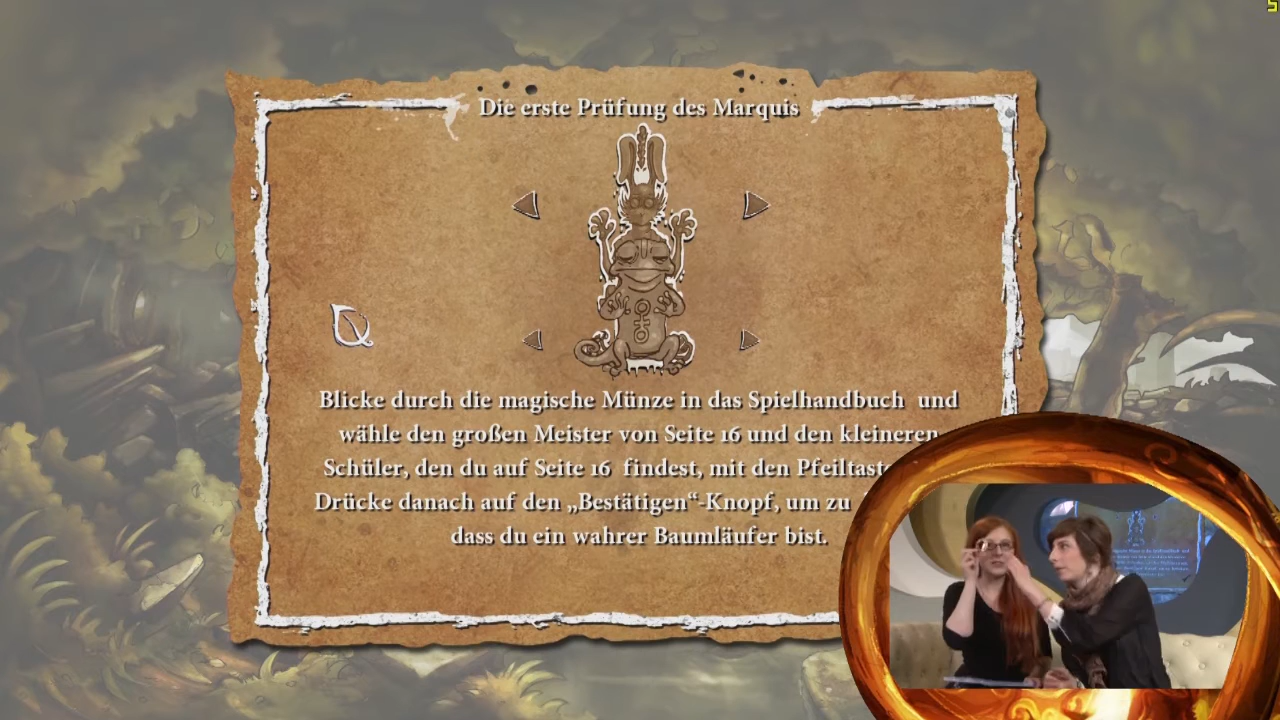 5
Die erste Prüfung des Marquis
Blicke durch die magische Münze in das Spielhandbuch und
wähle den großen Meister von Seite 16 und den kleineren
Schüler, den du auf Seite 16 findest, mit den
Drücke danach auf den „Bestätigen“-Knopf, um zu
dass du ein wahrer Baumläufer bist.